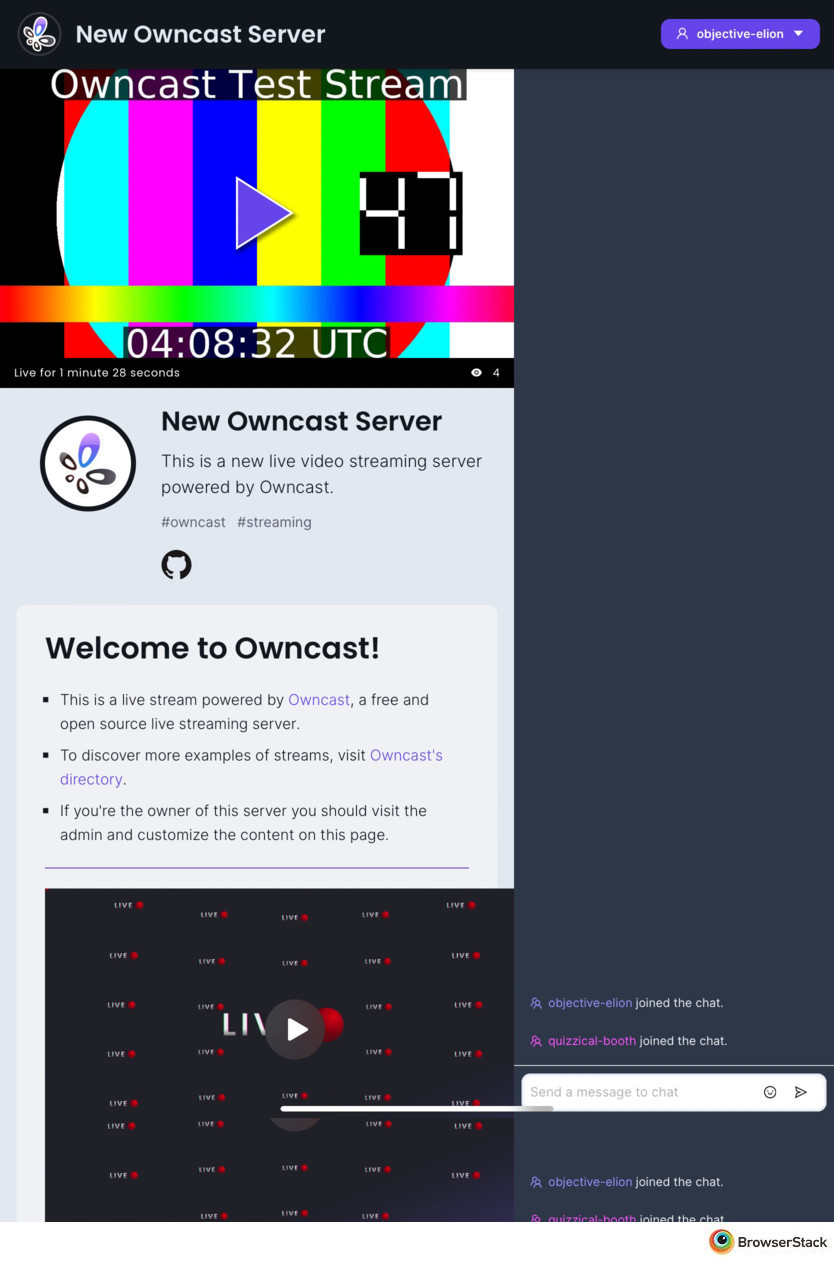 New Owncast Server
objective-elion
Owncast Test Stream
47
04:08:32 UTC
Live for 1 minute 28 seconds
4
New Owncast Server
This is a new live video streaming server
powered by Owncast.
#owncast #streaming
Welcome to Owncast!
This is a live stream powered by Owncast, a free and
open source live streaming server.
To discover more examples of streams, visit Owncast's
directory.
If you're the owner of this server you should visit the
admin and customize the content on this page.
LIVE
LIVE LIVE LIVE
LIVE
LIVE LIVE
LIVE LIVE LIVE
LIVE LIVE
LIVE LIVE
LIV
LIVE LIVE
LIVE LIVE
LIVE LIVE LIVE
LIVE LIVE
LIVE LIVE LIVE
LIVE LIVE
LIVE LIVE LIVE
LIVE LIVE
LIVE LIVE LIVE
objective-elion joined the chat.
quizzical-booth joined the chat.
Send a message to chat
objective-elion joined the chat.
quizzical-booth joined the chat.
BrowserStack